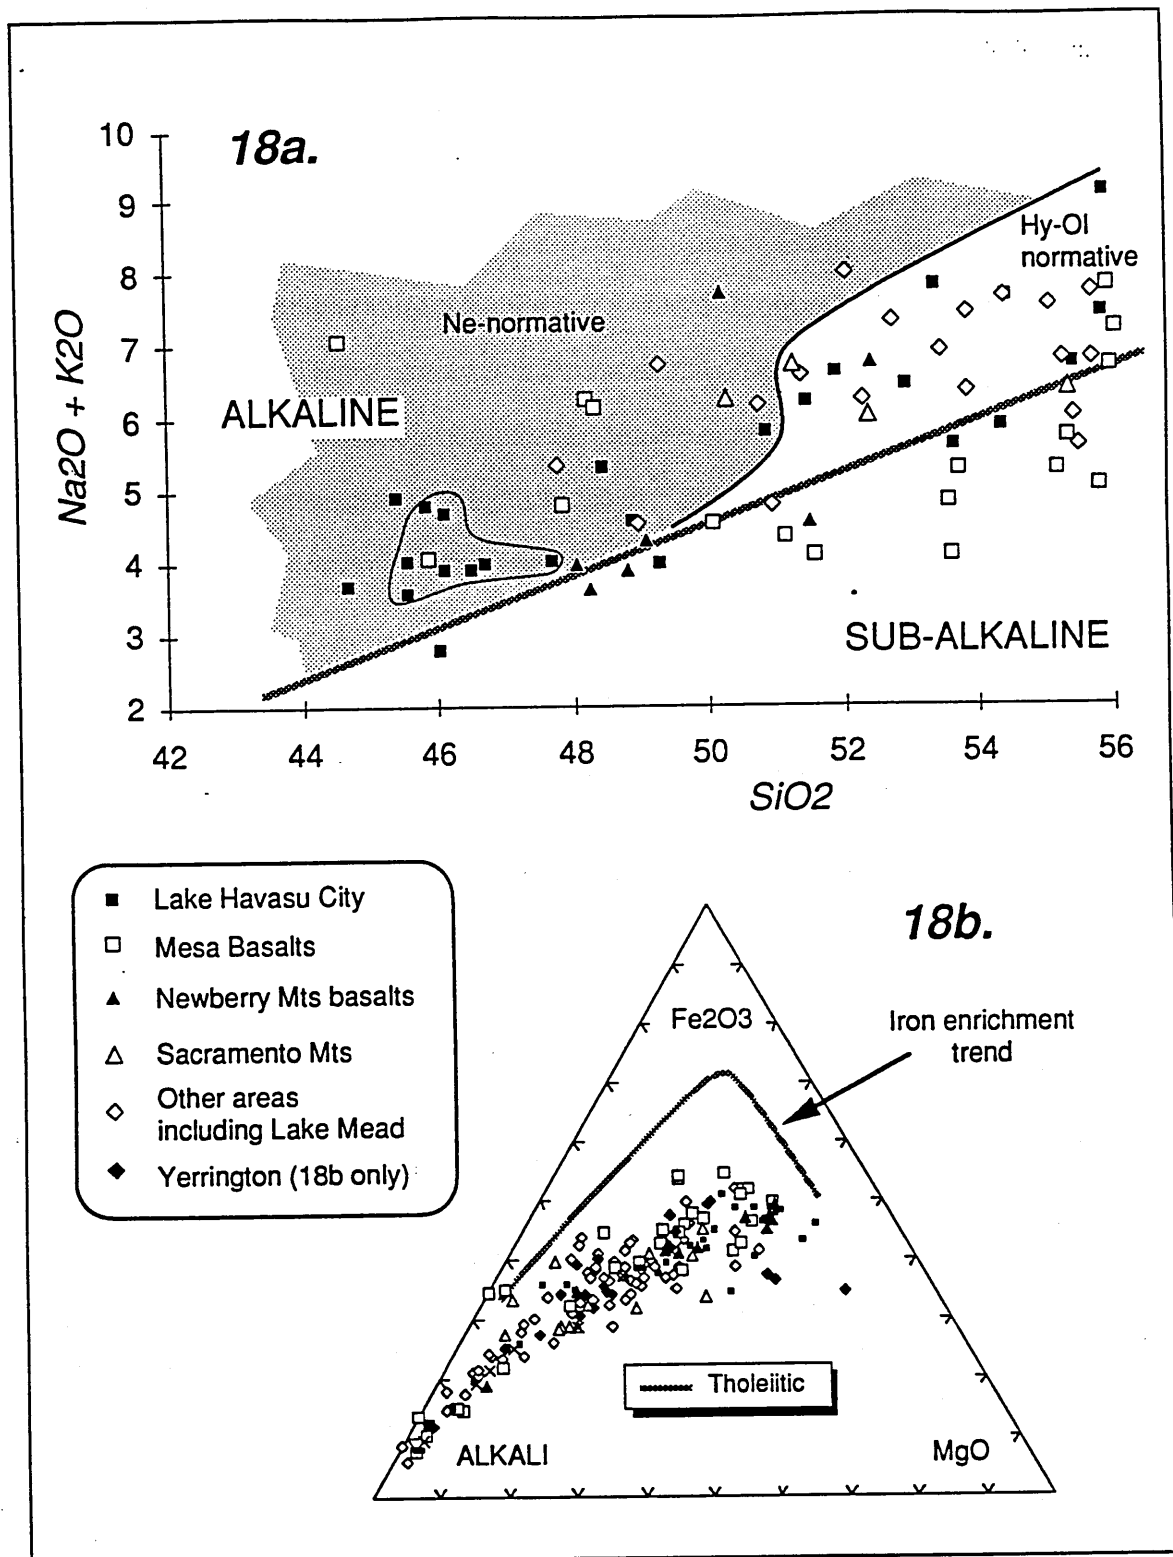 18a.
10
9
8
7
6
5
4
3
2
Na2O + K2O
Hy-Ol
normative
Ne-normative
ALKALINE
SUB-ALKALINE
42
44
46
48
50
52
54
56
SiO2
Lake Havasu City
Mesa Basalts
Newberry Mts basalts
Sacramento Mts
Other areas
including Lake Mead
Yerrington (18b only)
18b.
Fe2O3
Iron enrichment
trend
Tholeiitic
ALKALI
MgO